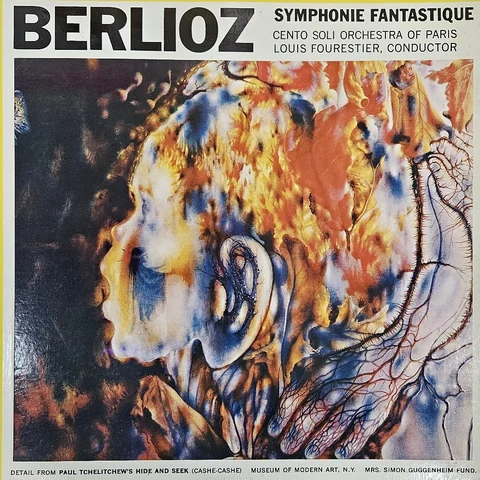 BERLIOZ
SYMPHONIE FANTASTIQUE
CENTO SOLI ORCHESTRA OF PARIS
LOUIS FOURESTIER, CONDUCTOR
DETAIL FROM PAUL TCHELITCHEW'S HIDE AND SEEK (CASHE-CASHE) MUSEUM OF MODERN ART, N.Y. MRS. SIMON GUGGENHEIM FUND.